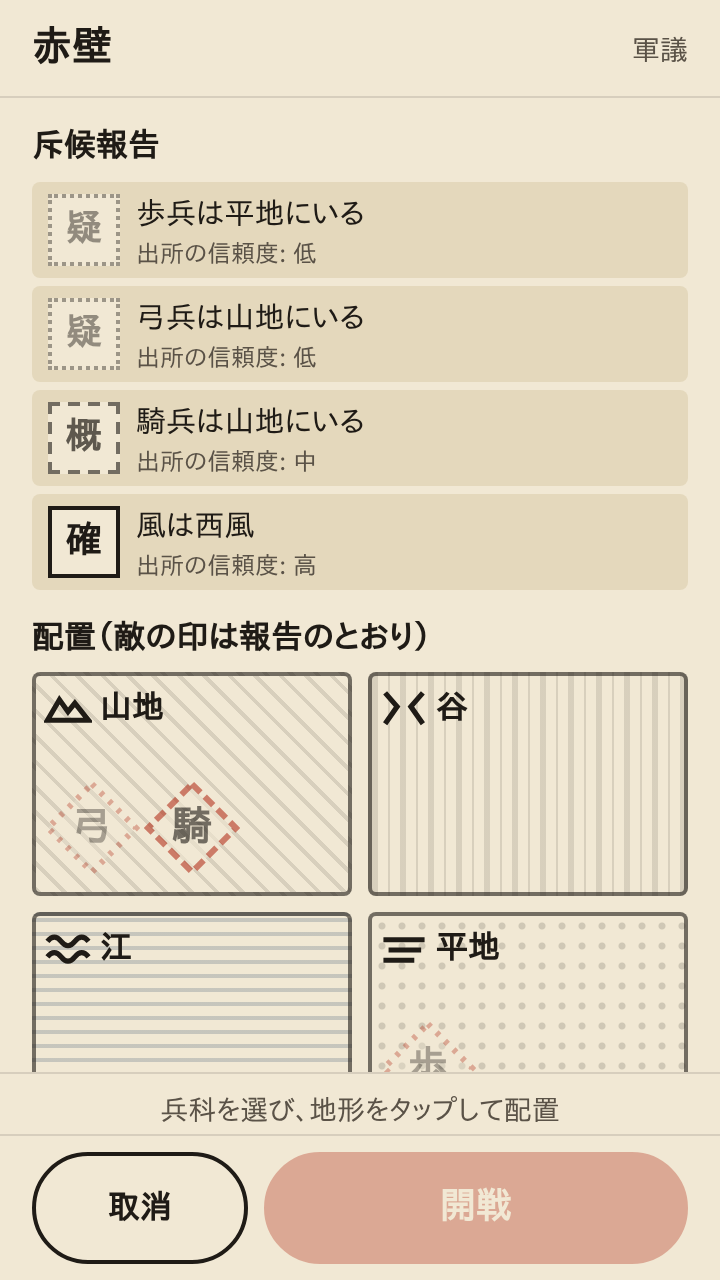 赤壁
軍議
斥候報告
疑
歩兵は平地にいる
出所の信頼度: 低
疑
弓兵は山地にいる
出所の信頼度: 低
概
騎兵は山地にいる
出所の信頼度: 中
確
風は西風
出所の信頼度: 高
配置（敵の印は報告のとおり）
山地
弓
騎
谷
江
平地
歩
兵科を選び、地形をタップして配置
取消
開戦